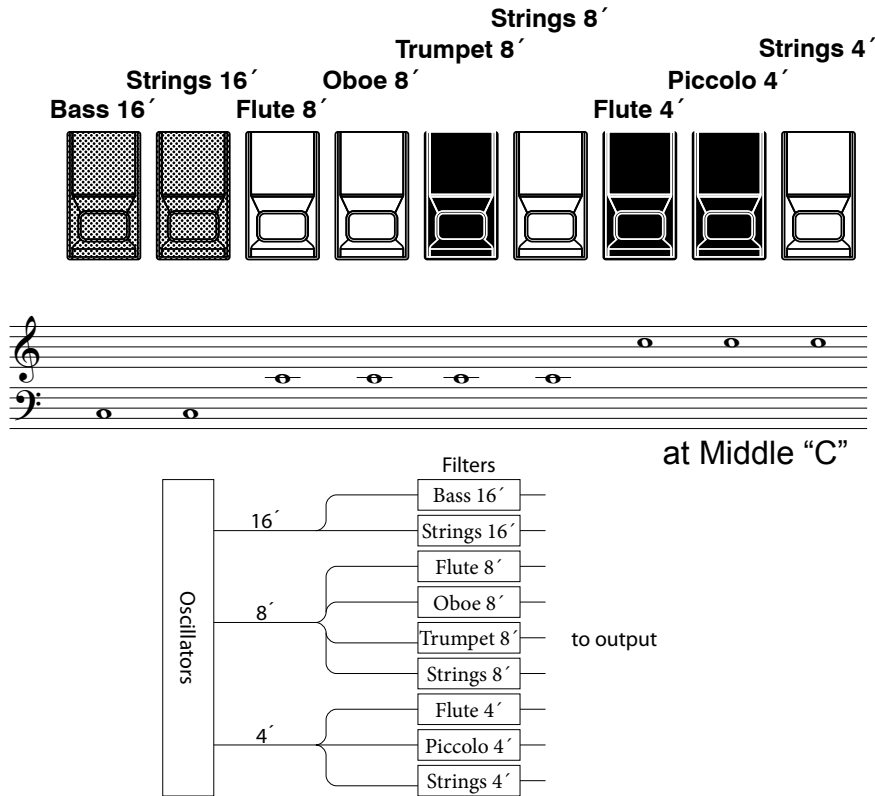 Strings 8´
Trumpet 8´ Strings 4´
Strings 16´ Oboe 8´ Piccolo 4´
Bass 16´ Flute 8´ Flute 4´
at Middle “C”
Filters
Bass 16´
16´
Strings 16´
Flute 8´
Oboe 8´
8´
Oscillators
Trumpet 8´ to output
Strings 8´
Flute 4´
4´
Piccolo 4´
Strings 4´